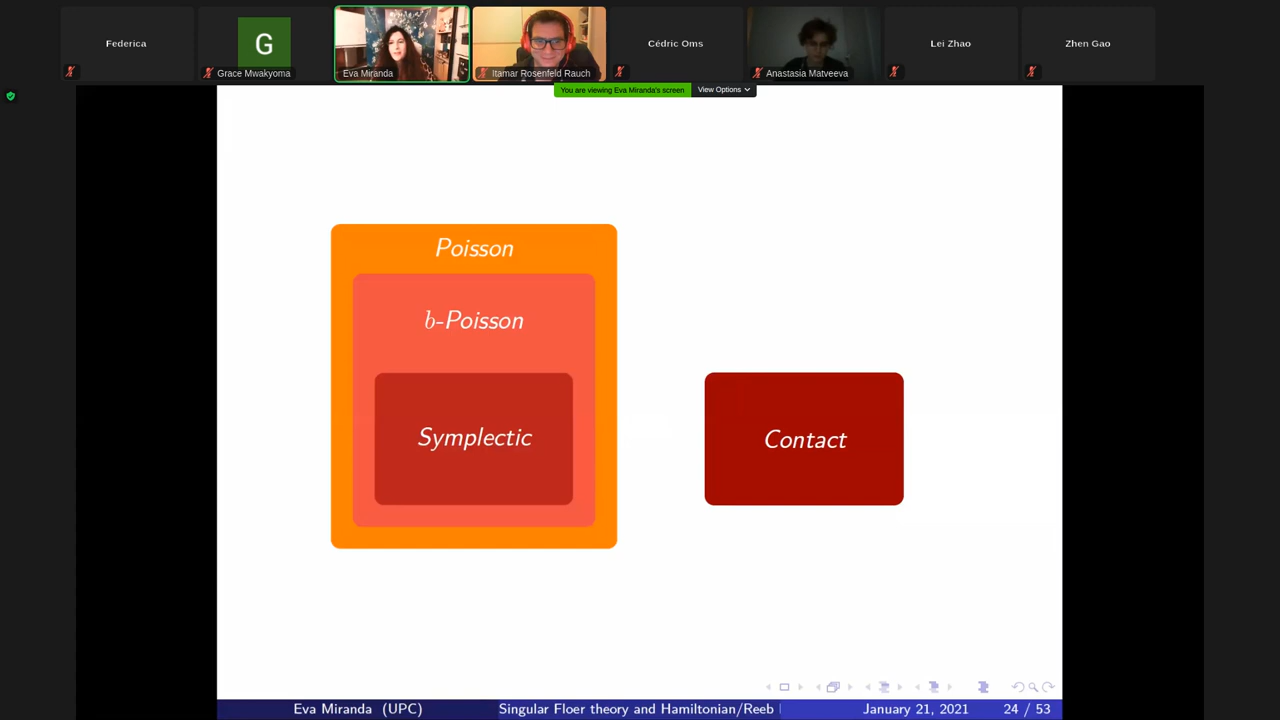 Federica
G
Grace Mwakyoma
Eva Miranda
Itamar Rosenfeld Rauch
Cédric Oms
Anastasia Matveeva
Lei Zhao
Zhen Gao
You are viewing Eva Miranda's screen
View Options
Poisson
b-Poisson
Symplectic
Contact
Eva Miranda (UPC)
Singular Floer theory and Hamiltonian/Reeb
January 21, 2021
24 / 53